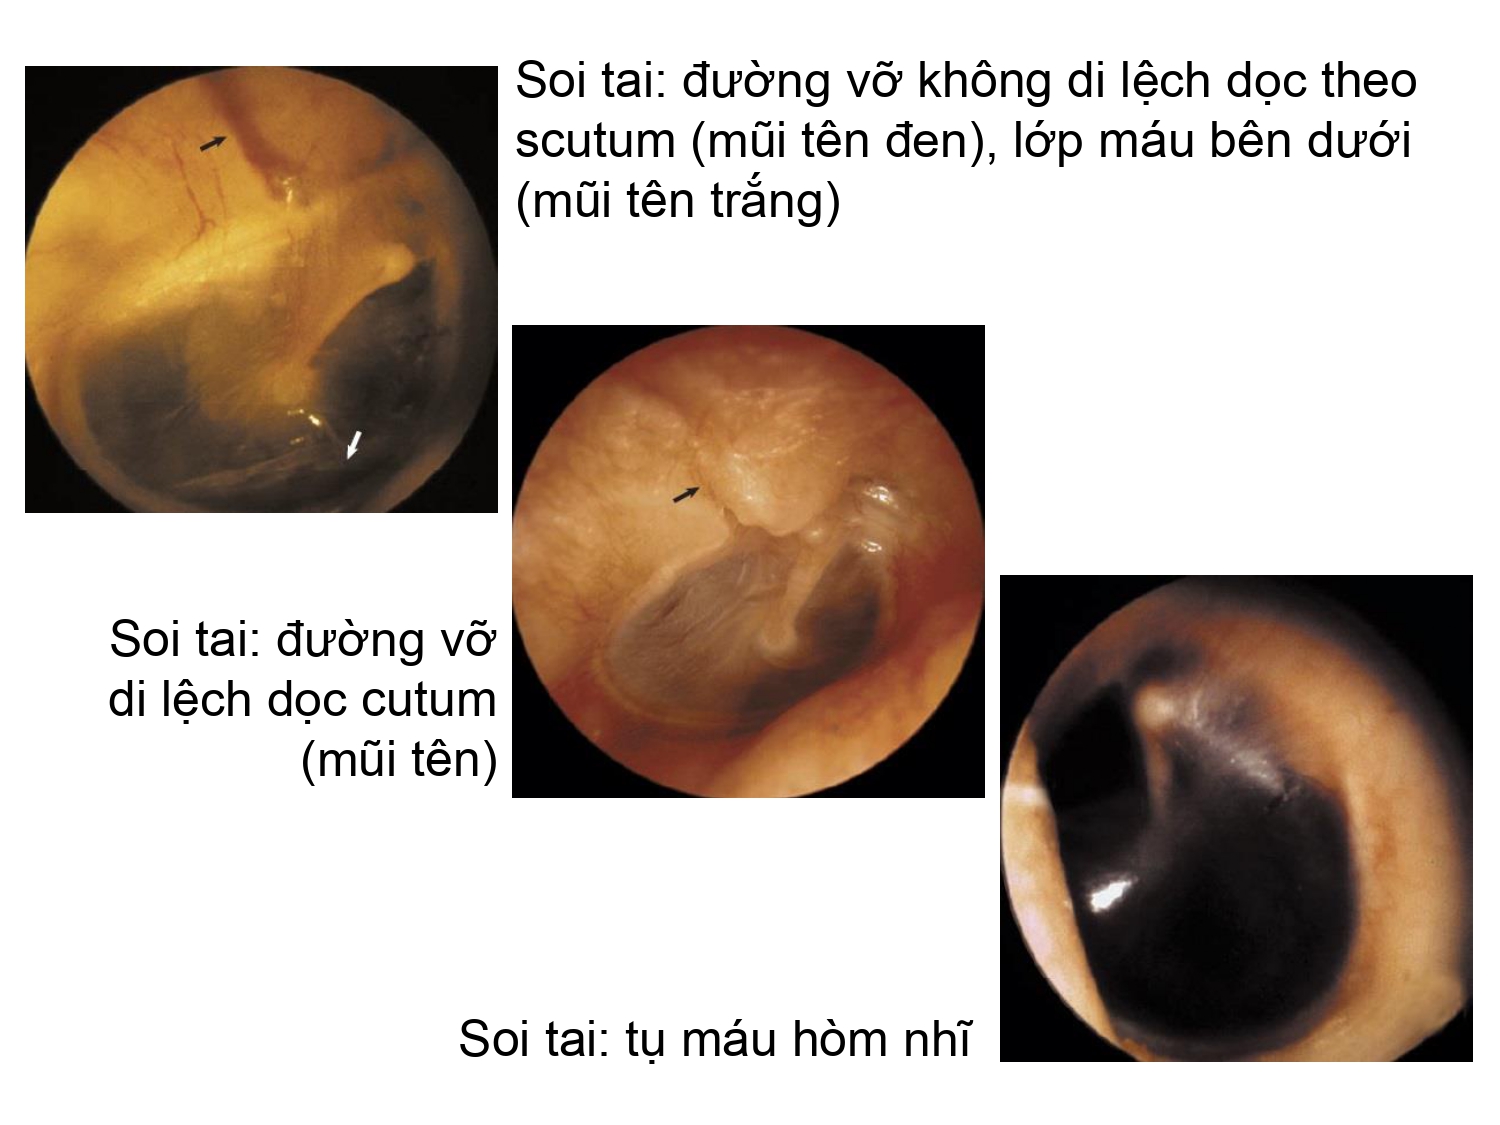 Soi tai: đường vỡ không di lệch dọc theo
scutum (mũi tên đen), lớp máu bên dưới
(mũi tên trắng)
Soi tai: đường vỡ
di lệch dọc cutum
(mũi tên)
Soi tai: tụ máu hòm nhĩ